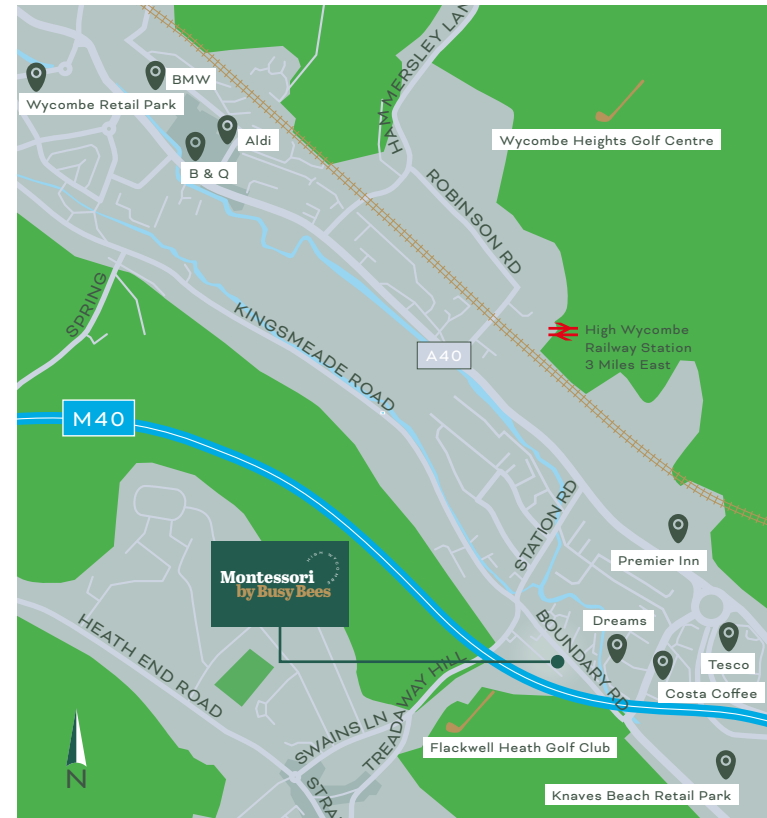 HAMMERSLEY LAN
BMW
Wycombe Retail Park
Aldi
Wycombe Heights Golf Centre
B & Q
ROBINSON RD
SPRING
KINGSMEADE ROAD
High Wycombe
Railway Station
3 Miles East
A40
M40
STATION RD
HIGH WYCOMBE
Montessori
by Busy Bees
Premier Inn
Dreams
BOUNDARY RD
HEATH END ROAD
Tesco
Costa Coffee
TREADAWAY HILL
SWAINS LN
Flackwell Heath Golf Club
N
STRA
Knaves Beach Retail Park